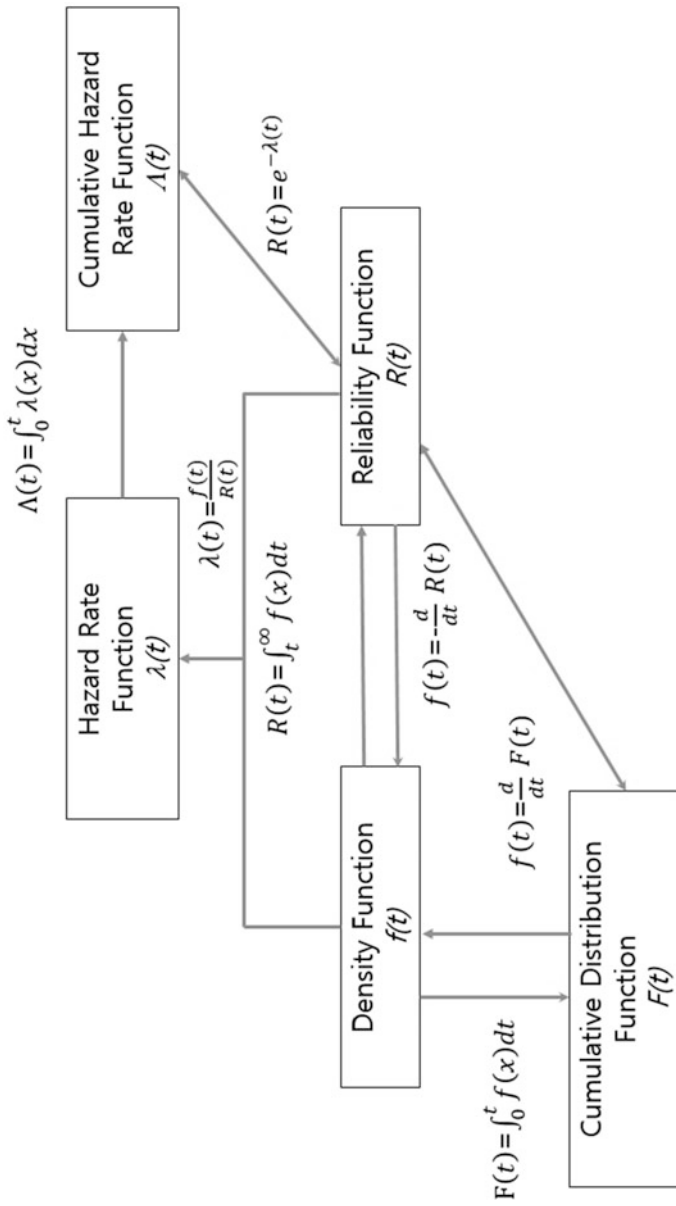 Λ(t)=∫₀ᵗ λ(x)dx
Hazard Rate
Function
λ(t)
Cumulative Hazard
Rate Function
Λ(t)
λ(t)=f(t)/R(t)
R(t)=e^−λ(t)
R(t)=∫ₜ^∞ f(x)dt
Density Function
f(t)
Reliability Function
R(t)
f(t)=-d/dt R(t)
F(t)=∫₀ᵗ f(x)dt
f(t)=d/dt F(t)
Cumulative Distribution
Function
F(t)